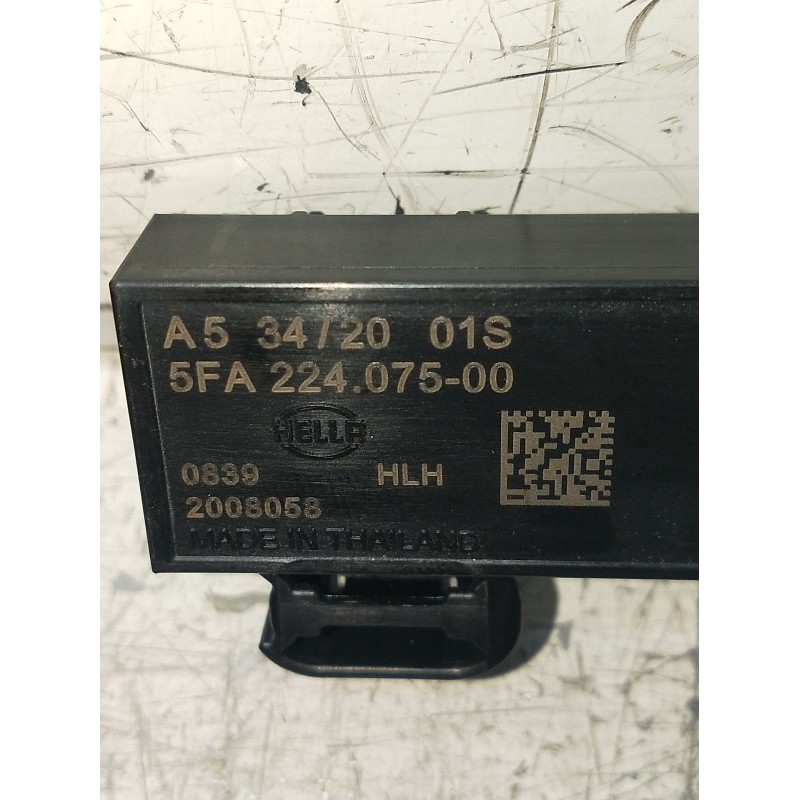 A5 34/20 01S
5FA 224.075-00
HELLA
0839 HLH
2008058
MADE IN THAILAND